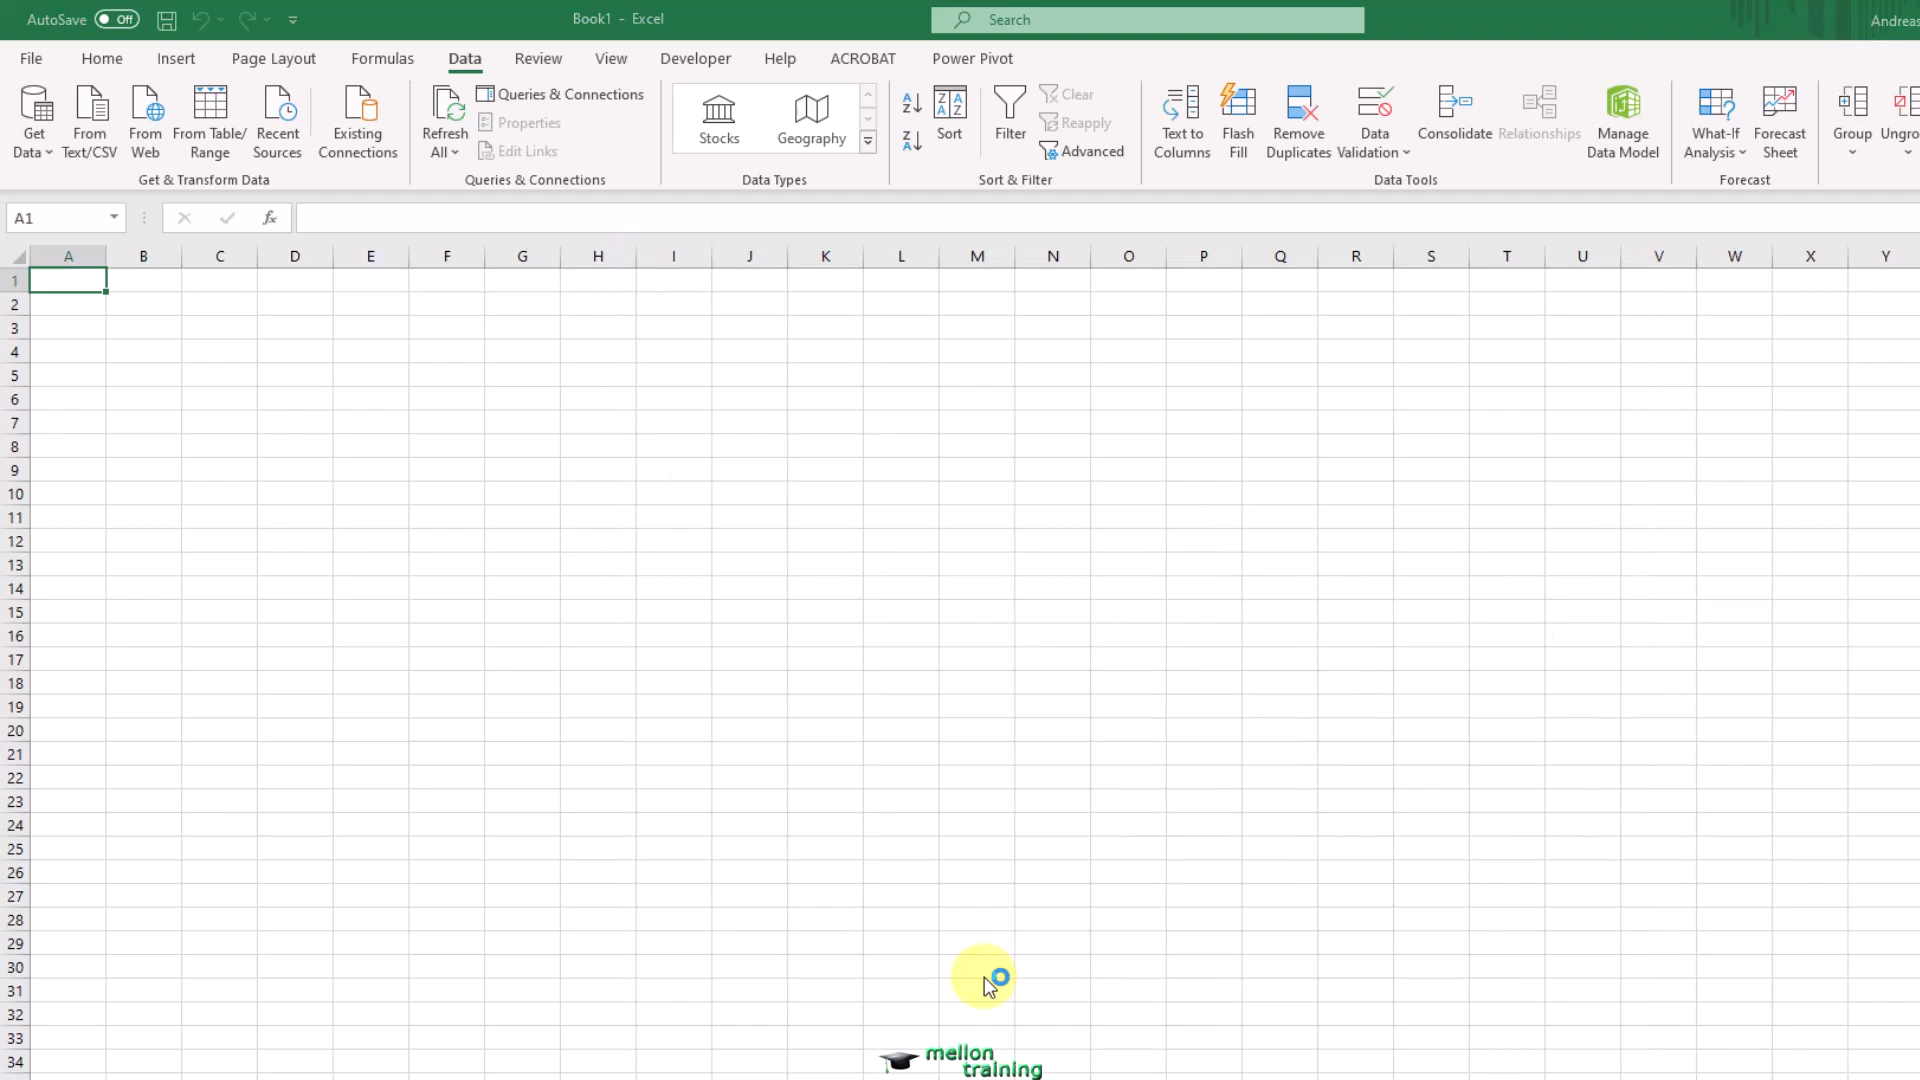 AutoSave Off Book1 - Excel Search Andreas
File Home Insert Page Layout Formulas Data Review View Developer Help ACROBAT Power Pivot
Get Data
From Text/CSV
From Web
From Table/ Range
Recent Sources
Existing Connections
Get & Transform Data
Refresh All
Queries & Connections
Properties
Edit Links
Queries & Connections
Stocks
Geography
Data Types
Sort
Filter
Clear
Reapply
Advanced
Sort & Filter
Text to Columns
Flash Fill
Remove Duplicates
Data Validation
Consolidate
Relationships
Manage Data Model
Data Tools
What-If Analysis
Forecast Sheet
Forecast
Group
Ungro
A1 fx
A B C D E F G H I J K L M N O P Q R S T U V W X Y
1
2
3
4
5
6
7
8
9
10
11
12
13
14
15
16
17
18
19
20
21
22
23
24
25
26
27
28
29
30
31
32
33
34
mellon
training